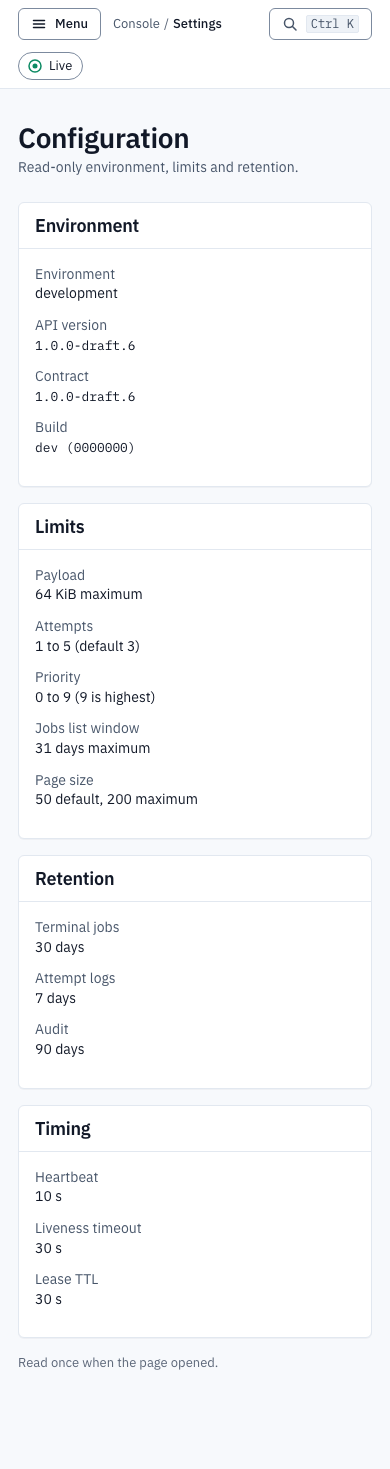 Menu
Console / Settings
Ctrl K
Live
Configuration
Read-only environment, limits and retention.
Environment
Environment
development
API version
1.0.0-draft.6
Contract
1.0.0-draft.6
Build
dev (0000000)
Limits
Payload
64 KiB maximum
Attempts
1 to 5 (default 3)
Priority
0 to 9 (9 is highest)
Jobs list window
31 days maximum
Page size
50 default, 200 maximum
Retention
Terminal jobs
30 days
Attempt logs
7 days
Audit
90 days
Timing
Heartbeat
10 s
Liveness timeout
30 s
Lease TTL
30 s
Read once when the page opened.